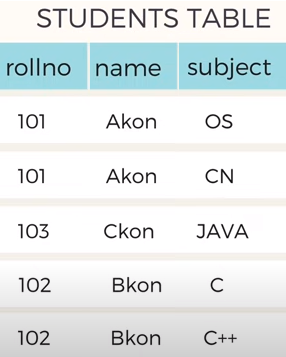 STUDENTS TABLE
rollno name subject
101 Akon OS
101 Akon CN
103 Ckon JAVA
102 Bkon C
102 Bkon C++